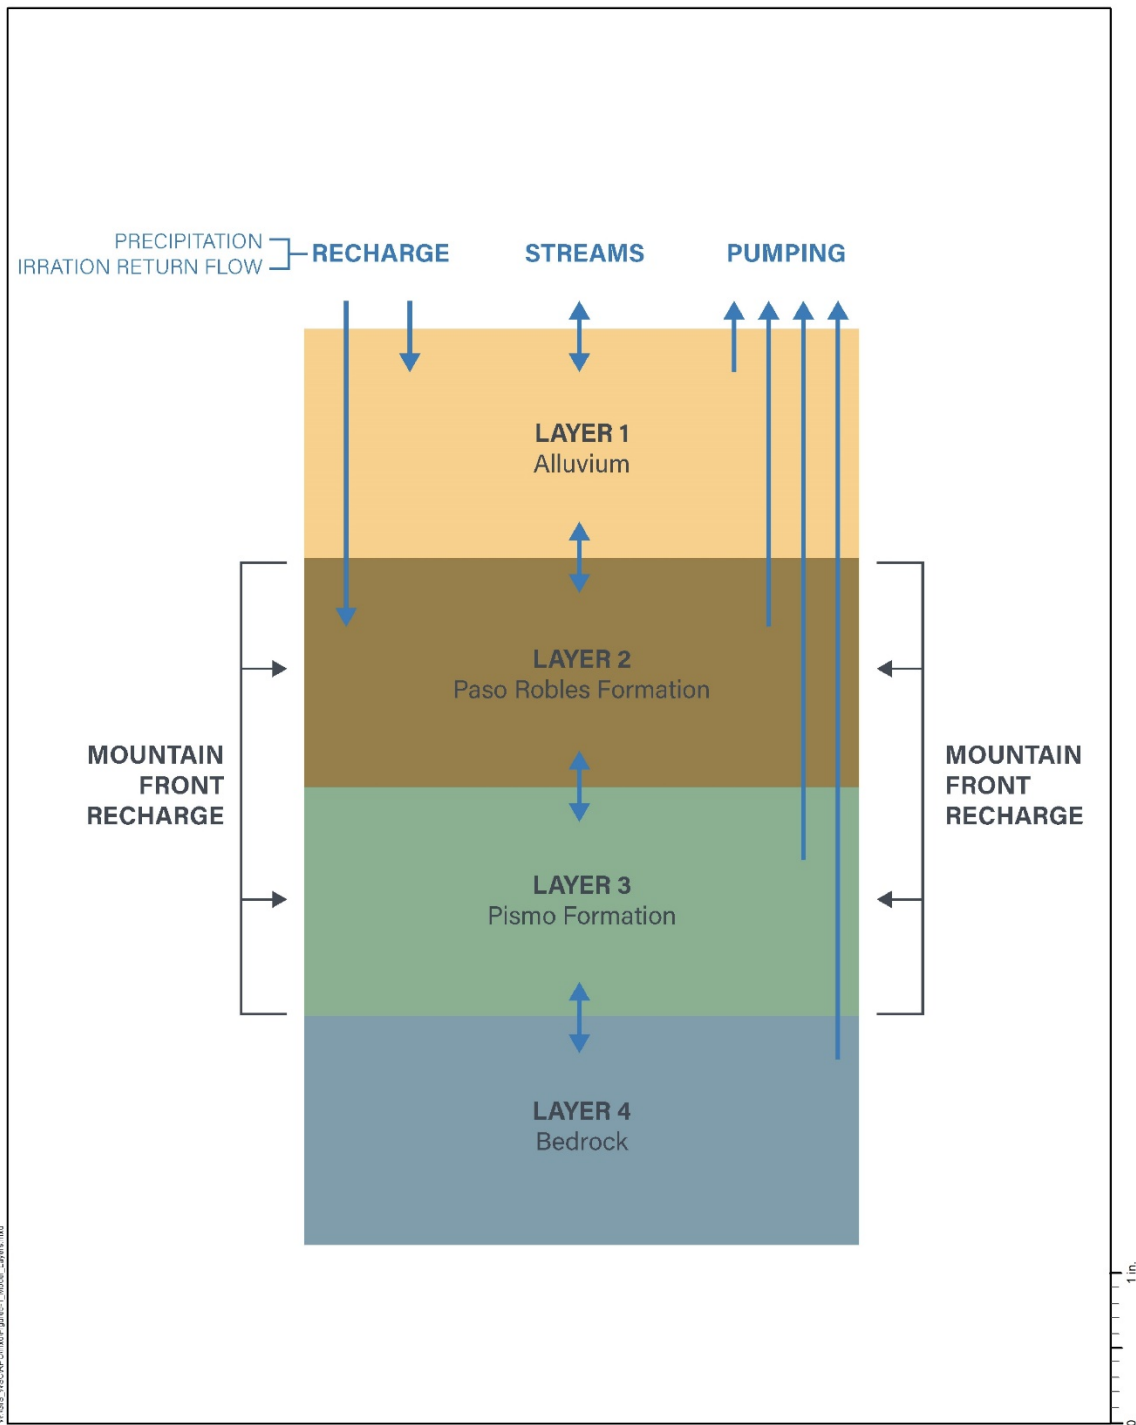 PRECIPITATION
IRRATION RETURN FLOW
RECHARGE
STREAMS
PUMPING
LAYER 1
Alluvium
LAYER 2
Paso Robles Formation
MOUNTAIN
FRONT
RECHARGE
MOUNTAIN
FRONT
RECHARGE
LAYER 3
Pismo Formation
LAYER 4
Bedrock
1 in.
0